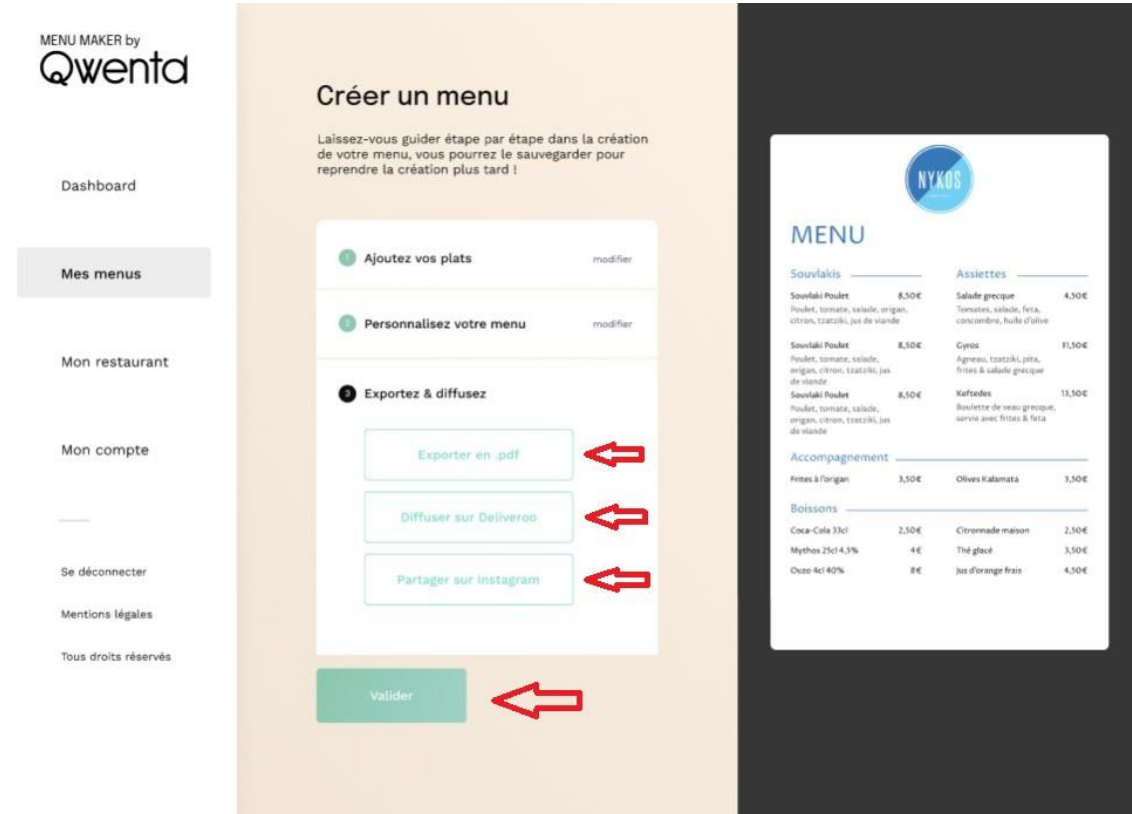 MENU MAKER by
Qwenta
Dashboard
Mes menus
Mon restaurant
Mon compte
Se déconnecter
Mentions légales
Tous droits réservés
Créer un menu
Laissez-vous guider étape par étape dans la création
de votre menu, vous pourrez le sauvegarder pour
reprendre la création plus tard !
1 Ajoutez vos plats modifier
2 Personnalisez votre menu modifier
3 Exportez & diffusez
Exporter en .pdf
Diffuser sur Deliveroo
Partager sur Instagram
Valider
NYKOS
MENU
Souvlakis
Souvlaki Poulet 8,50€
Poulet, tomate, salade, origan,
citron, tzatziki, jus de viande
Souvlaki Poulet 8,50€
Poulet, tomate, salade,
origan, citron, tzatziki, jus
de viande
Souvlaki Poulet 8,50€
Poulet, tomate, salade,
origan, citron, tzatziki, jus
de viande
Assiettes
Salade grecque 4,50€
Tomates, salade, feta,
concombre, huile d'olive
Gyros 11,50€
Agneau, tzatziki, pita,
frites & salade grecque
Keftedes 13,50€
Boulette de veau grecque,
servie avec frites & feta
Accompagnement
Frites à l'origan 3,50€ Olives Kalamata 3,50€
Boissons
Coca-Cola 33cl 2,50€ Citronnade maison 2,50€
Mythos 25cl 4,5% 4€ Thé glacé 3,50€
Ouzo 4cl 40% 8€ Jus d'orange frais 4,50€